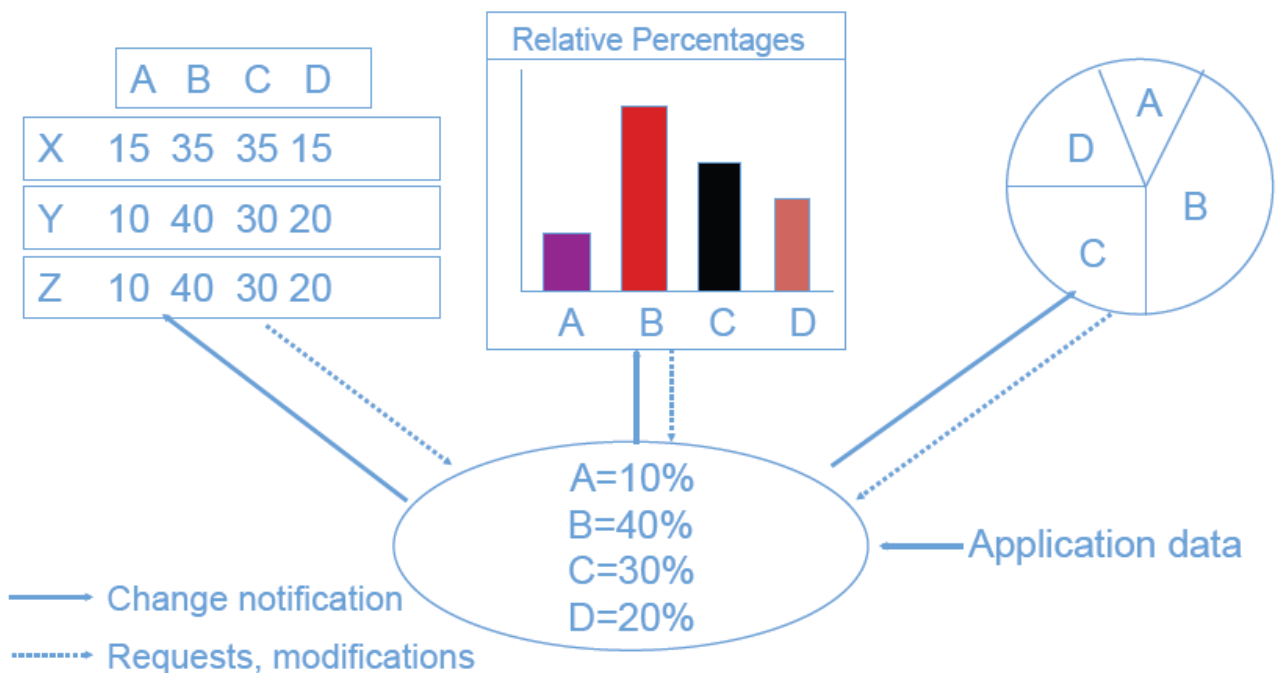 A B C D
X 15 35 35 15
Y 10 40 30 20
Z 10 40 30 20
Relative Percentages
A B C D
A
D
B
C
A=10%
B=40%
C=30%
D=20%
Application data
Change notification
Requests, modifications